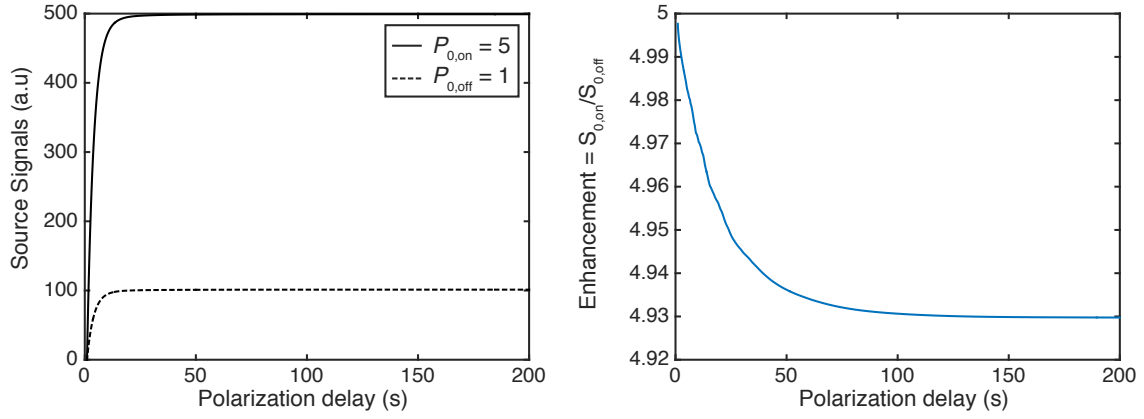 500
400
300
200
100
0
Source Signals (a.u)
P0,on = 5
P0,off = 1
0 50 100 150 200
Polarization delay (s)
5
4.99
4.98
4.97
4.96
4.95
4.94
4.93
4.92
Enhancement = S0,on/S0,off
0 50 100 150 200
Polarization delay (s)